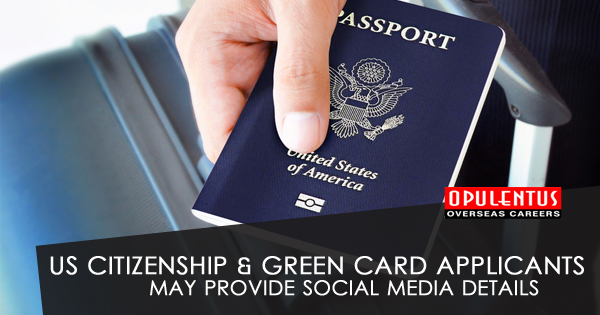 PASSPORT
United States
of America
OPULENTUS
OVERSEAS CAREERS
US CITIZENSHIP & GREEN CARD APPLICANTS
MAY PROVIDE SOCIAL MEDIA DETAILS